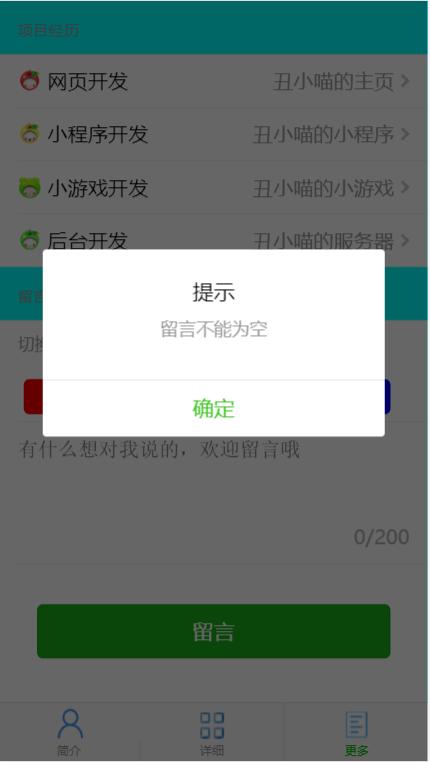 项目经历
网页开发 丑小喵的主页
小程序开发 丑小喵的小程序
小游戏开发 丑小喵的小游戏
后台开发 丑小喵的服务器
留言
提示
留言不能为空
切换
确定
有什么想对我说的，欢迎留言哦
0/200
留言
简介 详细 更多